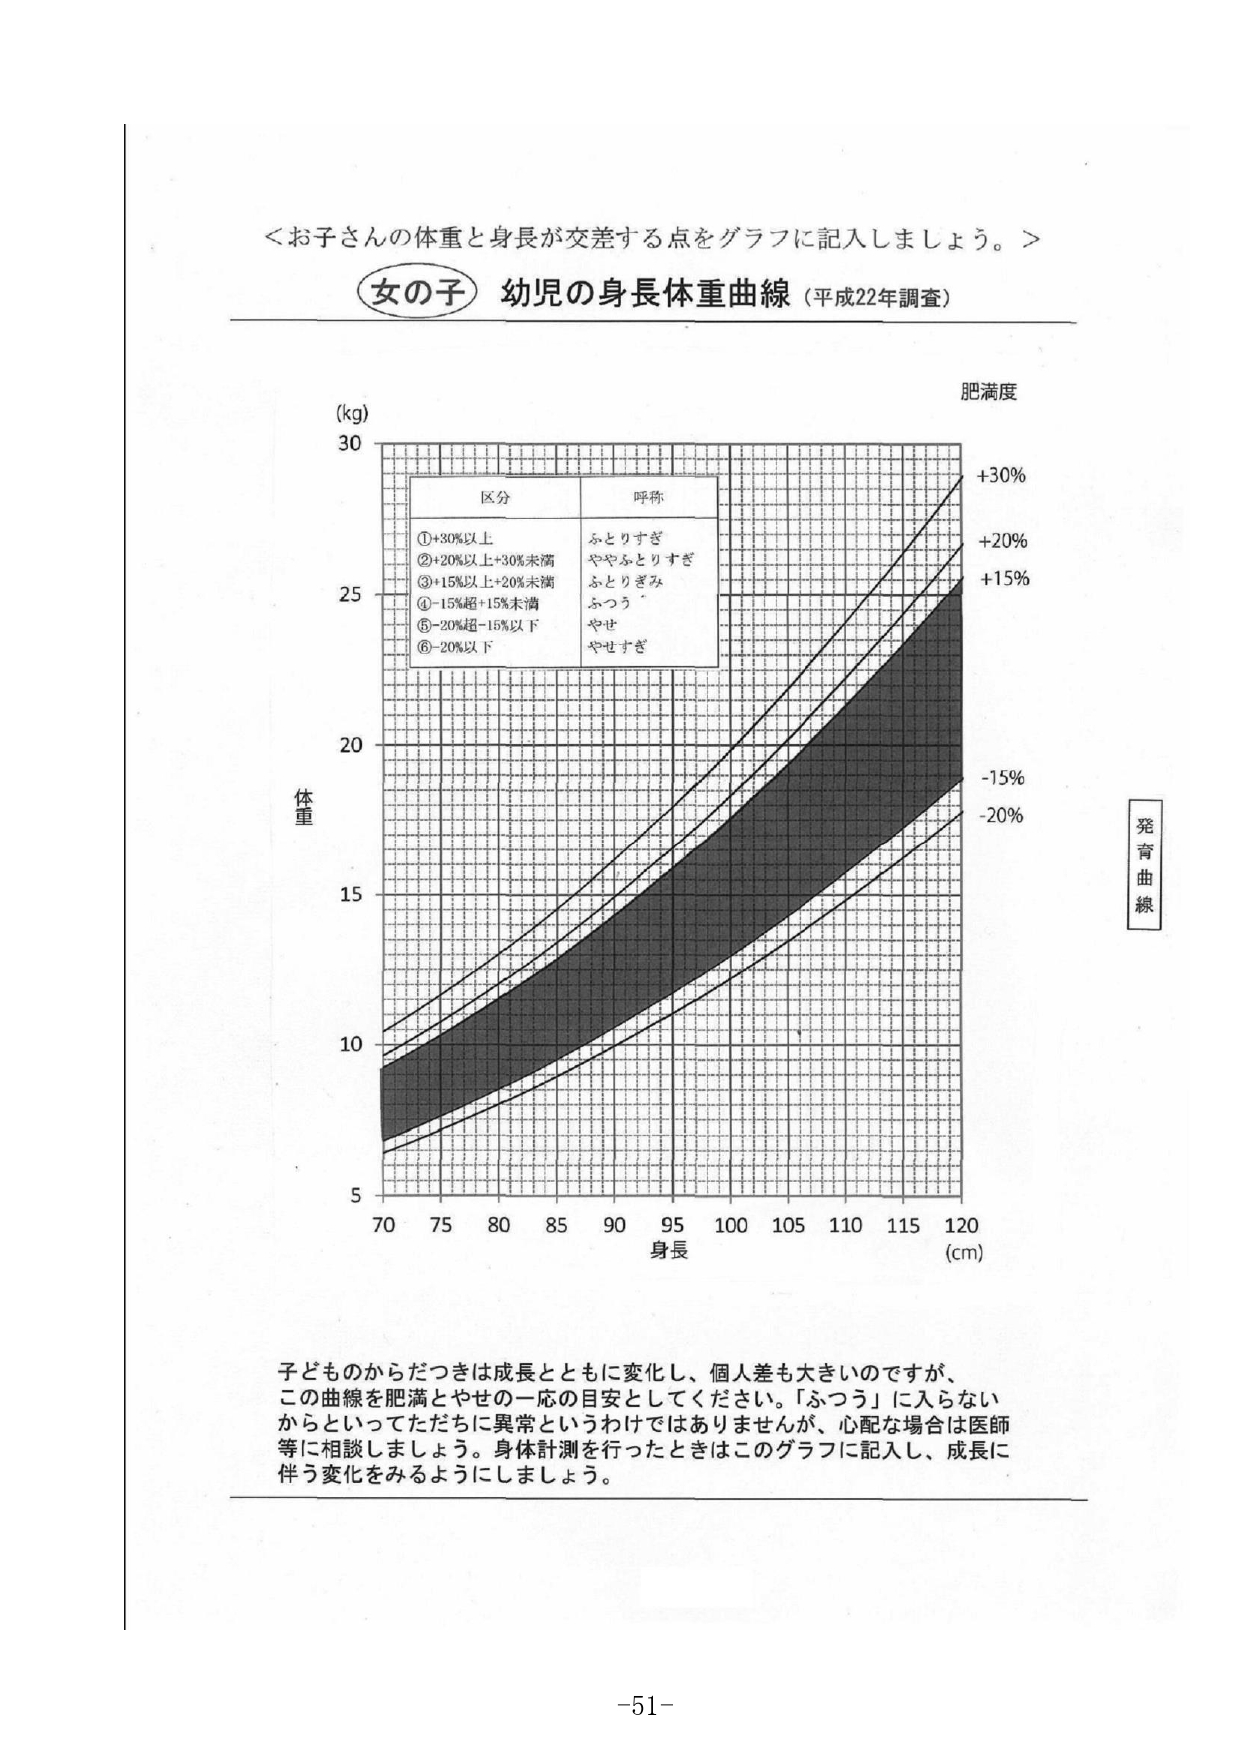 ＜お子さんの体重と身長が交差する点をグラフに記入しましょう。＞
女の子 幼児の身長体重曲線（平成22年調査）
肥満度
(kg)
30
+30%
区分 呼称
①+30%以上 ふとりすぎ
②+20%以上+30%未満 ややふとりすぎ
③+15%以上+20%未満 ふとりぎみ
④-15%超+15%未満 ふつう
⑤-20%超-15%以下 やせ
⑥-20%以下 やせすぎ
+20%
+15%
25
20
-15%
-20%
体重
15
10
5
70 75 80 85 90 95 100 105 110 115 120
身長 (cm)
発育曲線
子どものからだつきは成長とともに変化し、個人差も大きいのですが、
この曲線を肥満とやせの一応の目安としてください。「ふつう」に入らない
からといってただちに異常というわけではありませんが、心配な場合は医師
等に相談しましょう。身体計測を行ったときはこのグラフに記入し、成長に
伴う変化をみるようにしましょう。
-51-